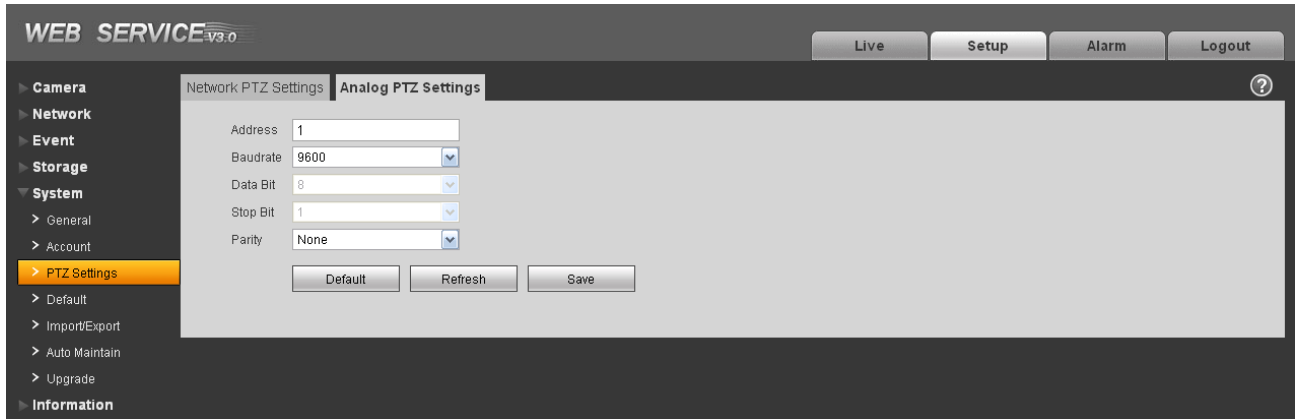 WEB SERVICE V3.0
Live Setup Alarm Logout
Camera
Network
Event
Storage
System
General
Account
PTZ Settings
Default
Import/Export
Auto Maintain
Upgrade
Information
Network PTZ Settings Analog PTZ Settings ?
Address 1
Baudrate 9600
Data Bit 8
Stop Bit 1
Parity None
Default Refresh Save